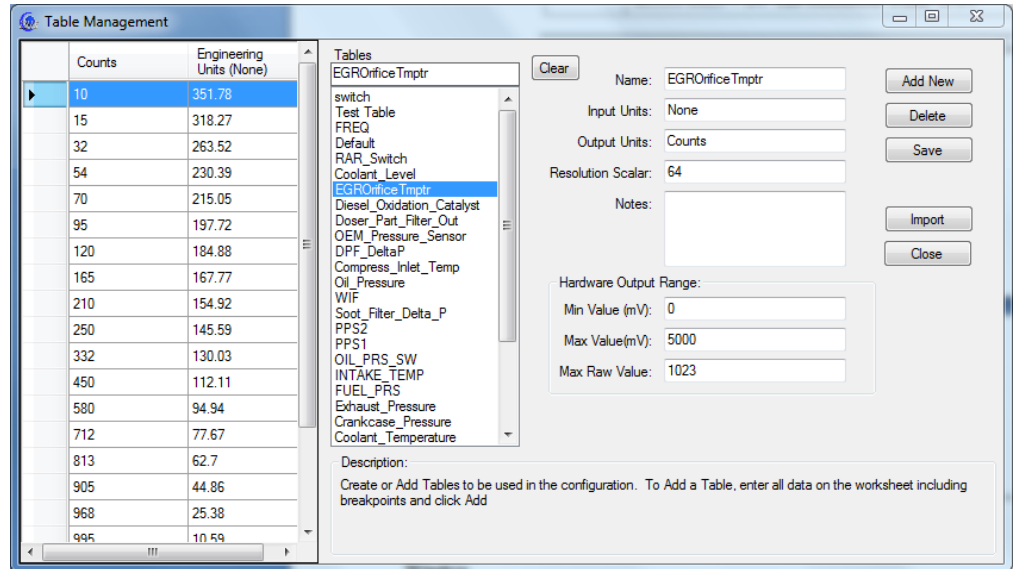 Table Management
Counts Engineering Units (None)
10 351.78
15 318.27
32 263.52
54 230.39
70 215.05
95 197.72
120 184.88
165 167.77
210 154.92
250 145.59
332 130.03
450 112.11
580 94.94
712 77.67
813 62.7
905 44.86
968 25.38
995 10.59
Tables
EGROrificeTmptr
switch
Test Table
FREQ
Default
RAR_Switch
Coolant_Level
EGROrificeTmptr
Diesel_Oxidation_Catalyst
Doser_Part_Filter_Out
OEM_Pressure_Sensor
DPF_DeltaP
Compress_Inlet_Temp
Oil_Pressure
WIF
Soot_Filter_Delta_P
PPS2
PPS1
OIL_PRS_SW
INTAKE_TEMP
FUEL_PRS
Exhaust_Pressure
Crankcase_Pressure
Coolant_Temperature
Clear
Name: EGROrificeTmptr
Input Units: None
Output Units: Counts
Resolution Scalar: 64
Notes:
Hardware Output Range:
Min Value (mV): 0
Max Value(mV): 5000
Max Raw Value: 1023
Add New
Delete
Save
Import
Close
Description:
Create or Add Tables to be used in the configuration. To Add a Table, enter all data on the worksheet including
breakpoints and click Add